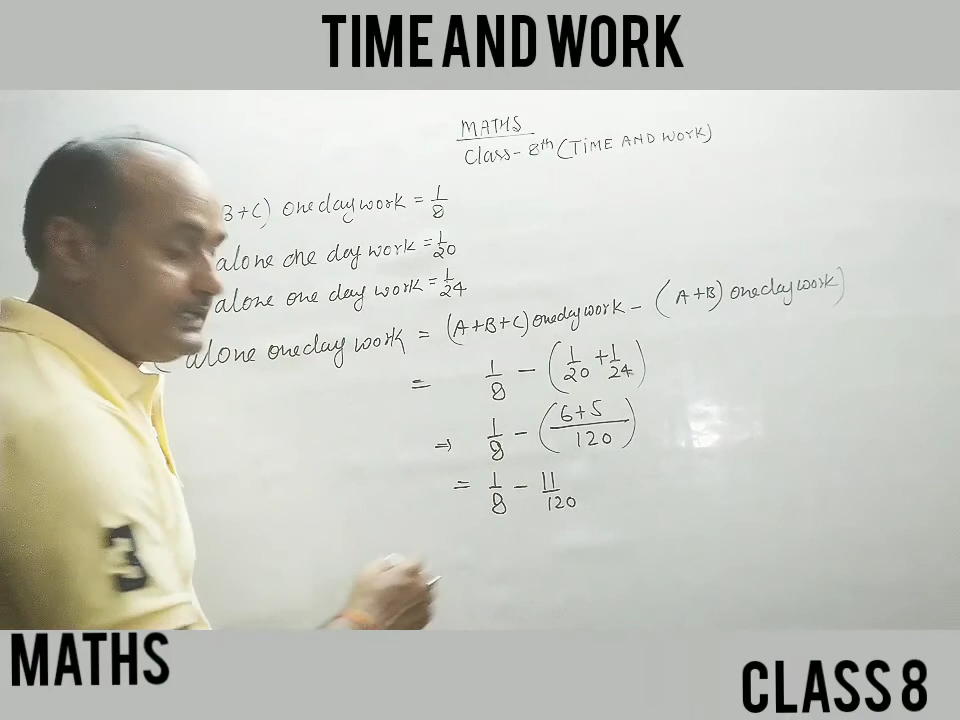 TIME AND WORK
MATHS
Class - 8th (TIME AND WORK)
B+C) one day work = 1/8
alone one day work = 1/20
alone one day work = 1/24
alone one day work = (A+B+C) one day work - (A+B) one day work)
= 1/8 - (1/20 + 1/24)
⇒ 1/8 - (6+5/120)
= 1/8 - 11/120
3
MATHS
CLASS 8